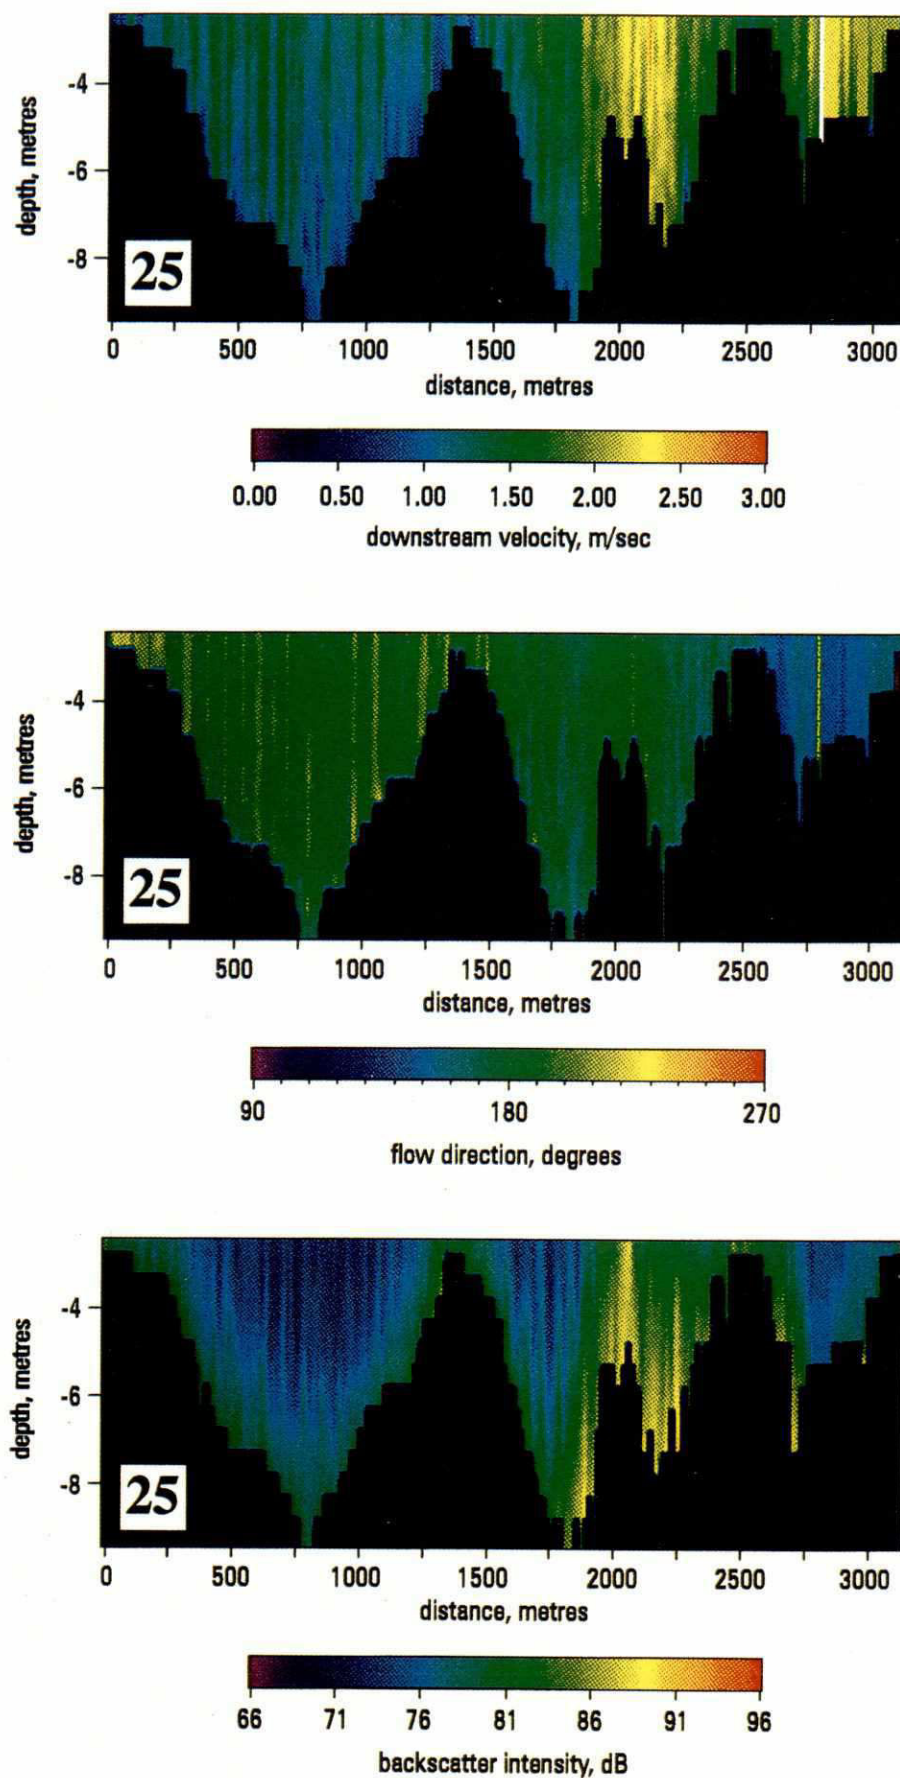 depth, metres
-4
-6
-8
25
0 500 1000 1500 2000 2500 3000
distance, metres
0.00 0.50 1.00 1.50 2.00 2.50 3.00
downstream velocity, m/sec
depth, metres
-4
-6
-8
25
0 500 1000 1500 2000 2500 3000
distance, metres
90 180 270
flow direction, degrees
depth, metres
-4
-6
-8
25
0 500 1000 1500 2000 2500 3000
distance, metres
66 71 76 81 86 91 96
backscatter intensity, dB